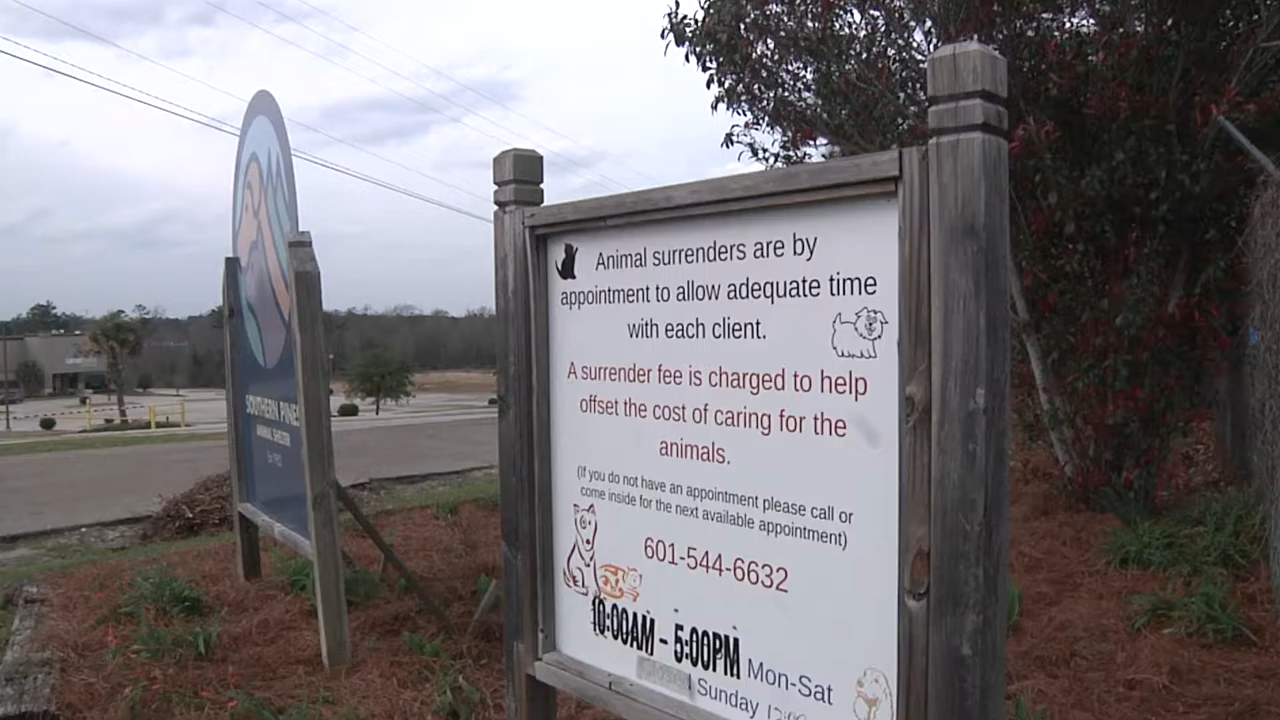 SOUTHERN PINES
ANIMAL SHELTER
Animal surrenders are by
appointment to allow adequate time
with each client.
A surrender fee is charged to help
offset the cost of caring for the
animals.
(If you do not have an appointment please call or
come inside for the next available appointment)
601-544-6632
10:00AM - 5:00PM Mon-Sat
Sunday